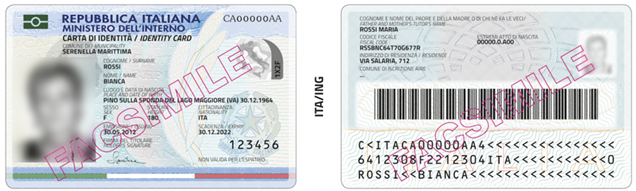 REPUBBLICA ITALIANA
CA00000AA
MINISTERO DELL'INTERNO
CARTA DI IDENTITÀ / IDENTITY CARD
COMUNE DI / MUNICIPALITY
SERENELLA MARITTIMA
COGNOME / SURNAME
ROSSI
NOME / NAME
BIANCA
LUOGO E DATA DI NASCITA
PLACE AND DATE OF BIRTH
PINO SULLA SPONDA DEL LAGO MAGGIORE (VA) 30.12.1964
SESSO
SEX
F
STATURA
HEIGHT
180
CITTADINANZA
NATIONALITY
ITA
EMISSIONE / ISSUING
30.05.2012
SCADENZA / EXPIRY
30.12.2022
FIRMA DEL TITOLARE
HOLDER'S SIGNATURE
123456
NON VALIDA PER L'ESPATRIO
1X2F
FACSIMILE
ITA/ING
COGNOME E NOME DEL PADRE E DELLA MADRE O DI CHI NE FA LE VECI/
FATHER AND MOTHER'S TUTOR'S NAME
ROSSI MARIA
CODICE FISCALE
FISCAL CODE
ESTREMI ATTO DI NASCITA
00000.0.A00
INDIRIZZO DI RESIDENZA / RESIDENCE
VIA SALARIA, 712
COMUNE DI ISCRIZIONE AIRE
FACSIMILE
C<ITACA00000AA4<<<<<<<<<<<<<<<
6412308F2212304ITA<<<<<<<<<<<0
ROSSI<<BIANCA<<<<<<<<<<<<<<<<<